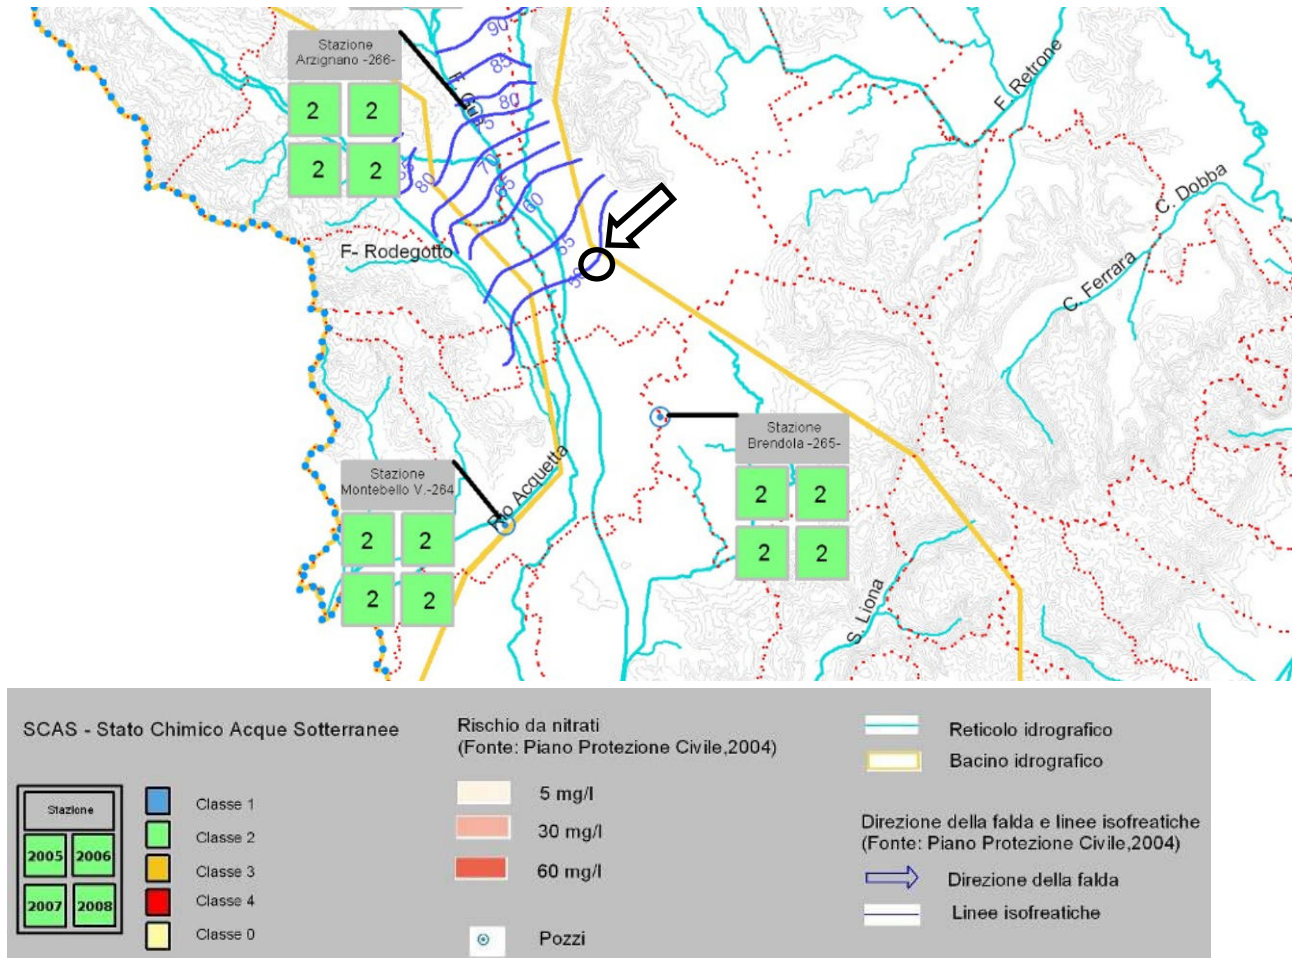 90
Stazione
Arzignano -266-
85
F. Retrone
80
2
2
2
2
80
65
60
C. Dobba
F- Rodegotto
C. Ferrara
Stazione
Brendola -265-
2
2
2
2
Stazione
Montebello V.-264
2
2
2
2
Rio Acquetta
S. Liona
SCAS - Stato Chimico Acque Sotterranee
Stazione
2005
2006
2007
2008
Classe 1
Classe 2
Classe 3
Classe 4
Classe 0
Rischio da nitrati
(Fonte: Piano Protezione Civile,2004)
5 mg/l
30 mg/l
60 mg/l
Pozzi
Reticolo idrografico
Bacino idrografico
Direzione della falda e linee isofreatiche
(Fonte: Piano Protezione Civile,2004)
Direzione della falda
Linee isofreatiche